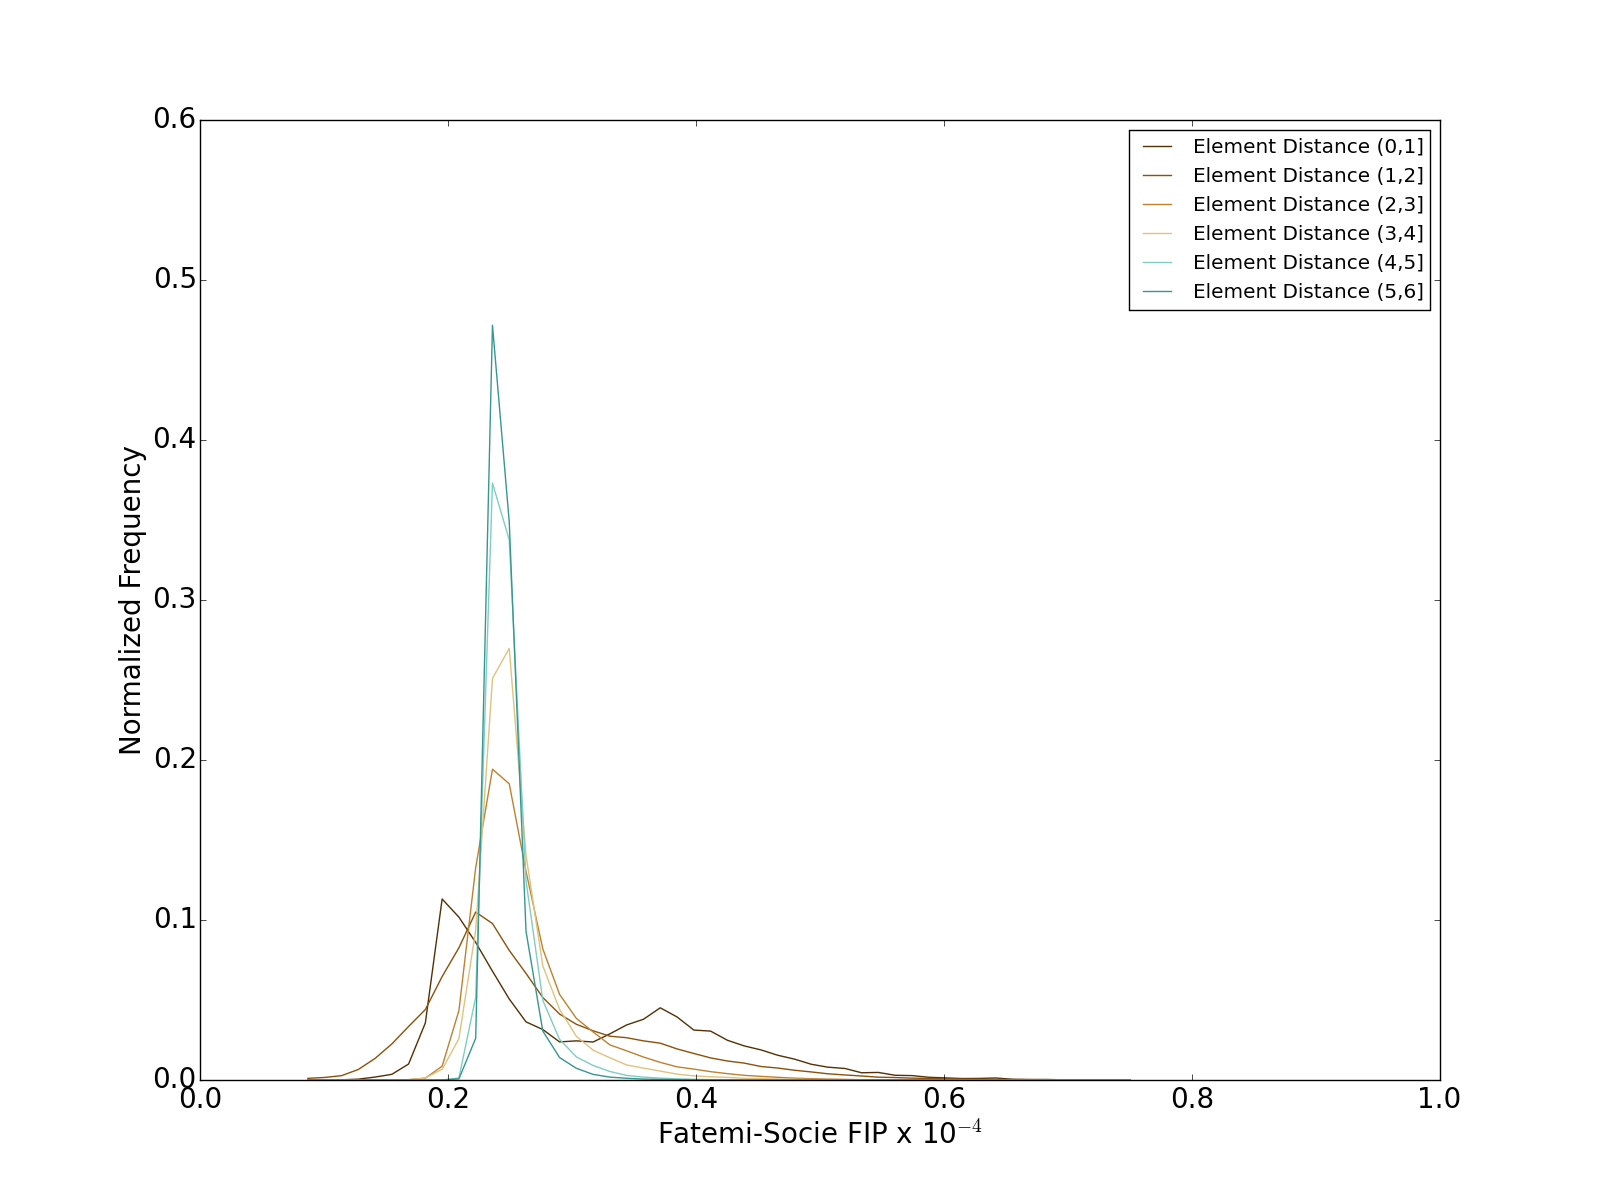 0.6
0.5
0.4
0.3
0.2
0.1
0.0
Normalized Frequency
Element Distance (0,1]
Element Distance (1,2]
Element Distance (2,3]
Element Distance (3,4]
Element Distance (4,5]
Element Distance (5,6]
0.0 0.2 0.4 0.6 0.8 1.0
Fatemi-Socie FIP x 10⁻⁴